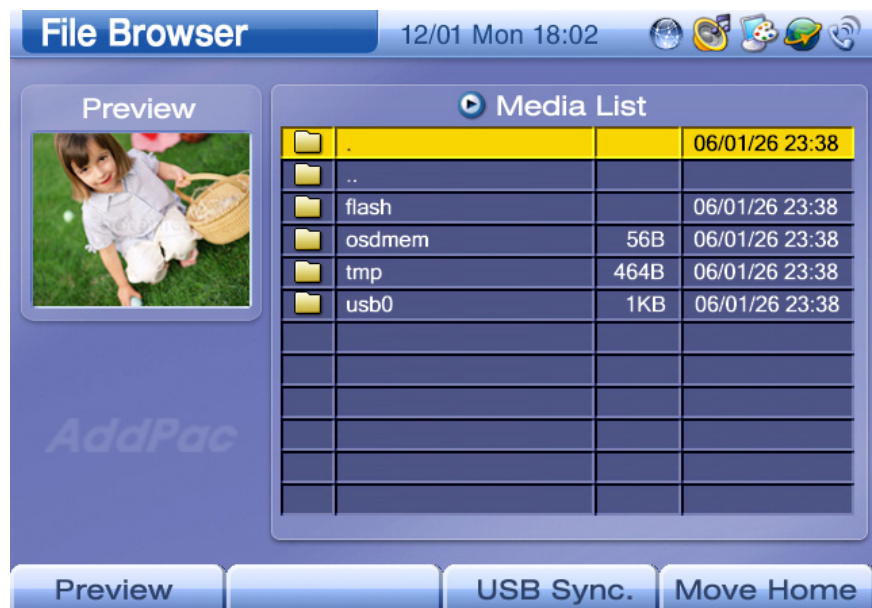 File Browser
12/01 Mon 18:02
Preview
Media List
. 06/01/26 23:38
..
flash 06/01/26 23:38
osdmem 56B 06/01/26 23:38
tmp 464B 06/01/26 23:38
usb0 1KB 06/01/26 23:38
AddPac
Preview
USB Sync.
Move Home